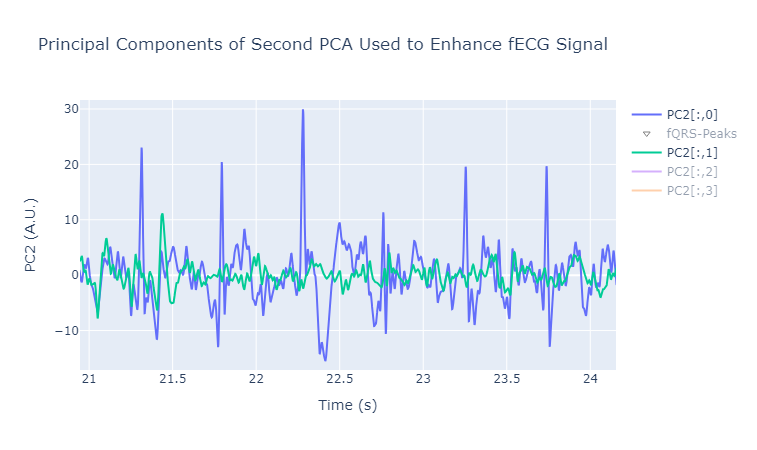 Principal Components of Second PCA Used to Enhance fECG Signal
30
20
10
0
−10
21
21.5
22
22.5
23
23.5
24
Time (s)
PC2 (A.U.)
PC2[:,0]
fQRS-Peaks
PC2[:,1]
PC2[:,2]
PC2[:,3]